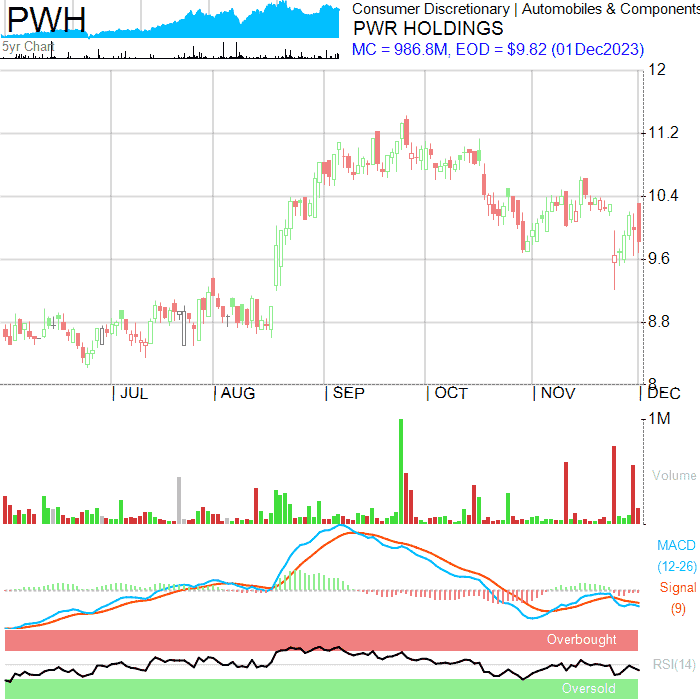 PWH
5yr Chart
Consumer Discretionary | Automobiles & Components
PWR HOLDINGS
MC = 986.8M, EOD = $9.82 (01Dec2023)
12
11.2
10.4
9.6
8.8
8
| JUL | AUG | SEP | OCT | NOV | DEC
1M
Volume
MACD
(12-26)
Signal
(9)
Overbought
RSI(14)
Oversold